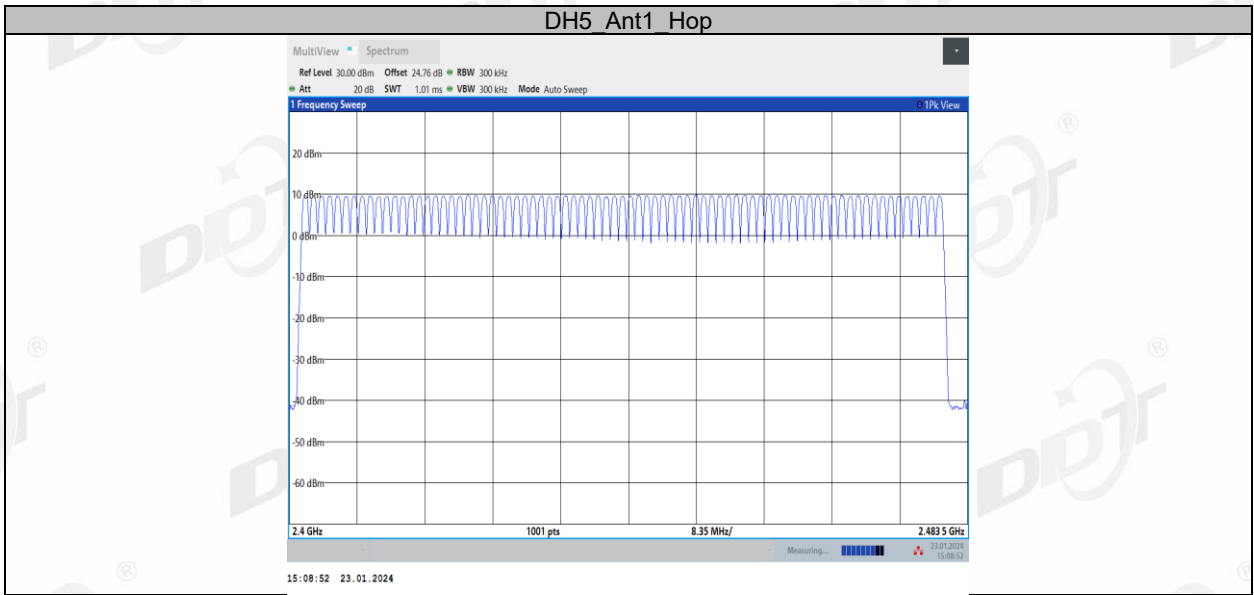 DH5_Ant1_Hop
MultiView Spectrum
Ref Level 30.00 dBm Offset 24.76 dB RBW 300 kHz
Att 20 dB SWT 1.01 ms VBW 300 kHz Mode Auto Sweep
1 Frequency Sweep 1Pk View
20 dBm
10 dBm
0 dBm
-10 dBm
-20 dBm
-30 dBm
-40 dBm
-50 dBm
-60 dBm
2.4 GHz 1001 pts 8.35 MHz/ 2.483 5 GHz
Measuring... 23.01.2024
15:08:52
15:08:52 23.01.2024
DDT
®